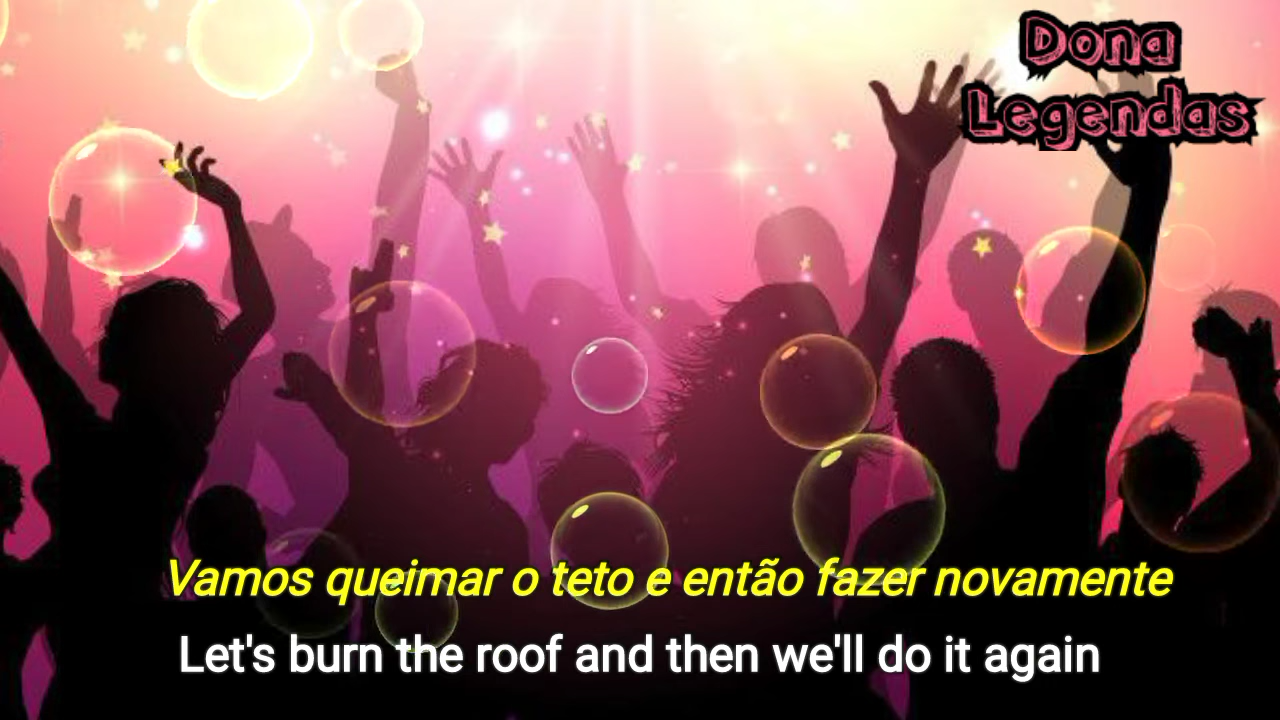 Dona
Legendas
Vamos queimar o teto e então fazer novamente
Let's burn the roof and then we'll do it again